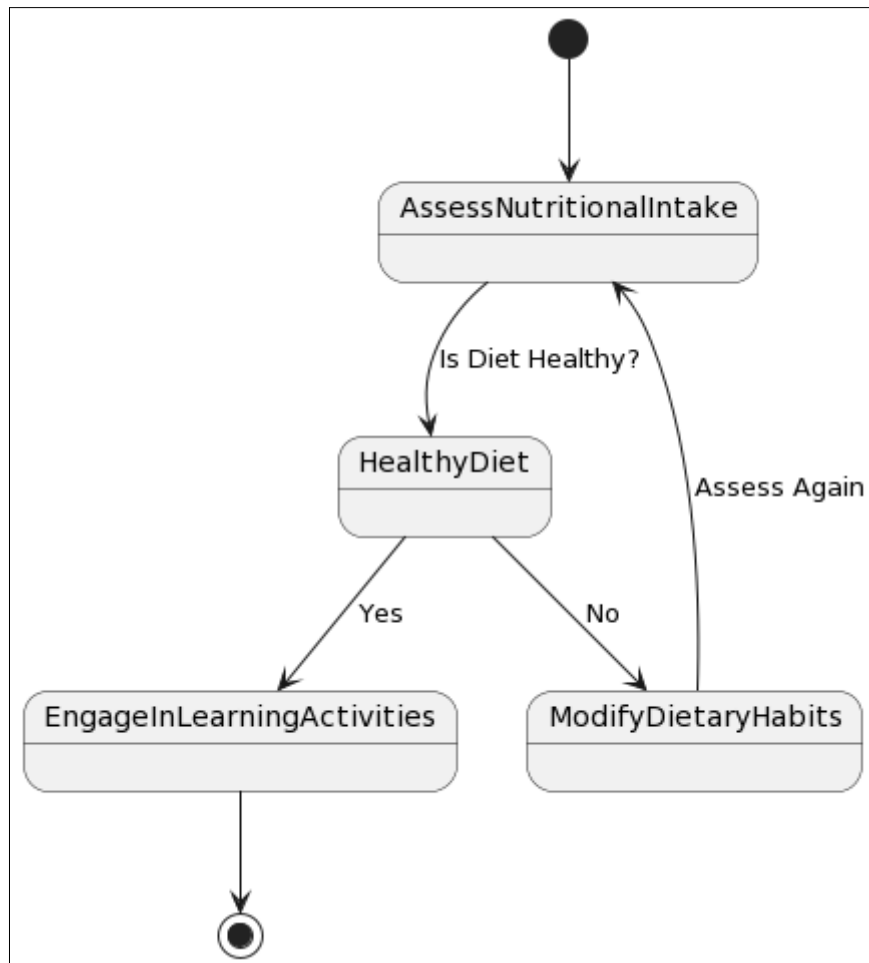 AssessNutritionalIntake
Is Diet Healthy?
HealthyDiet
Assess Again
Yes
No
EngageInLearningActivities
ModifyDietaryHabits